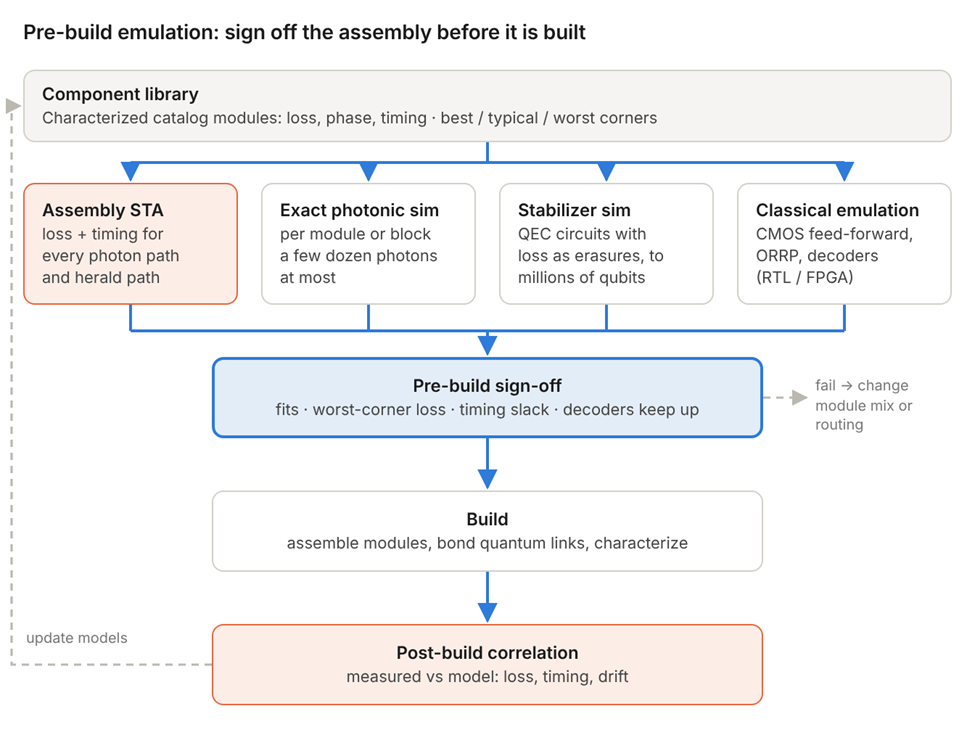 Pre-build emulation: sign off the assembly before it is built
Component library
Characterized catalog modules: loss, phase, timing · best / typical / worst corners
Assembly STA
loss + timing for
every photon path
and herald path
Exact photonic sim
per module or block
a few dozen photons
at most
Stabilizer sim
QEC circuits with
loss as erasures, to
millions of qubits
Classical emulation
CMOS feed-forward,
ORRP, decoders
(RTL / FPGA)
Pre-build sign-off
fits · worst-corner loss · timing slack · decoders keep up
fail → change
module mix or
routing
Build
assemble modules, bond quantum links, characterize
update models
Post-build correlation
measured vs model: loss, timing, drift